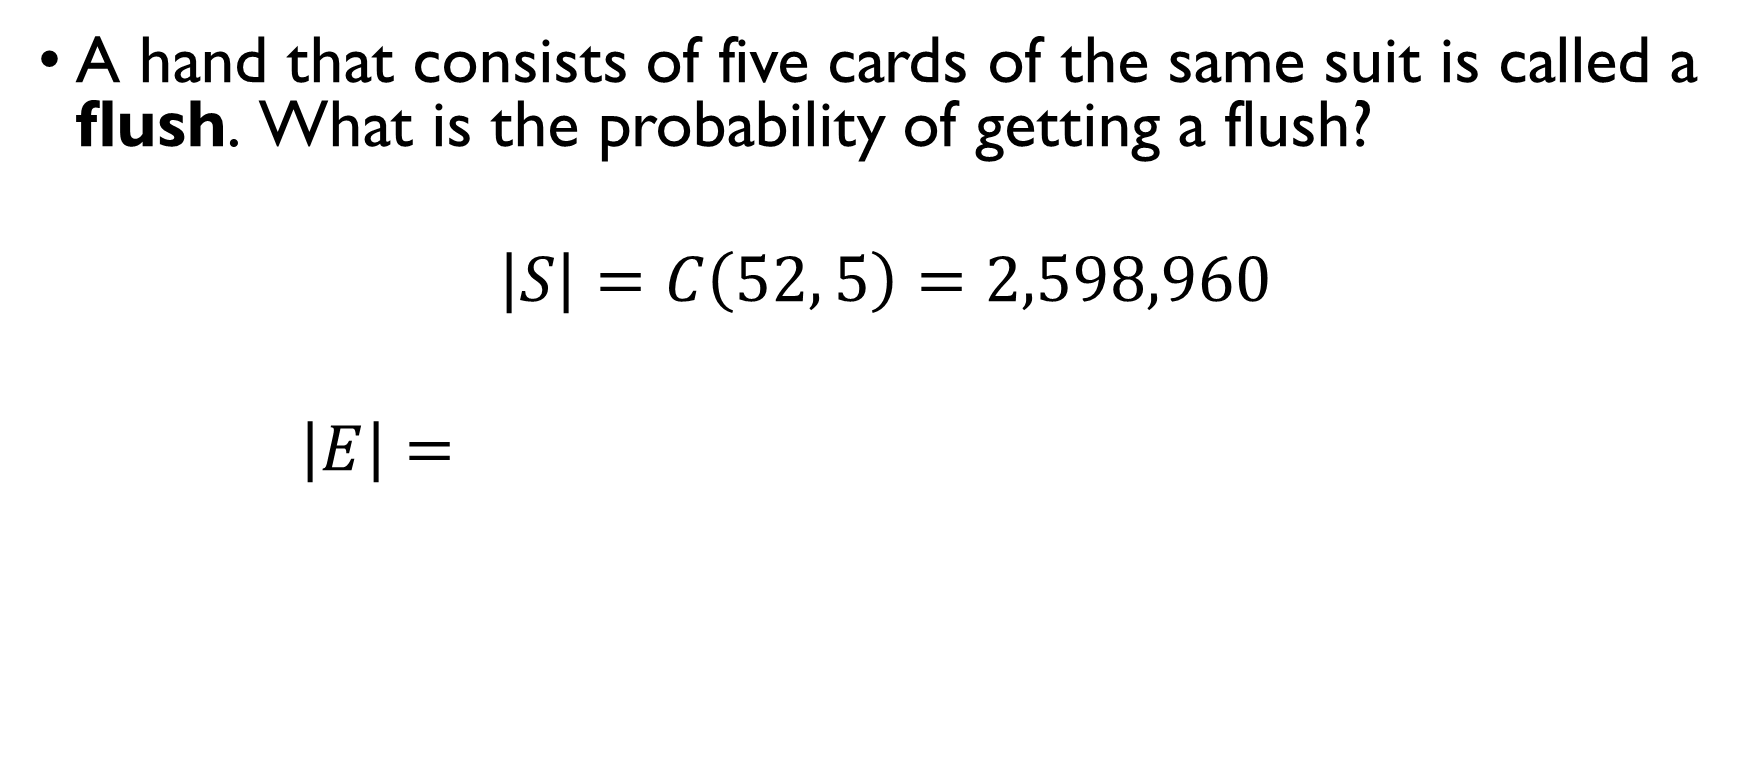 • A hand that consists of five cards of the same suit is called a
flush. What is the probability of getting a flush?
|S| = C(52, 5) = 2,598,960
|E| =